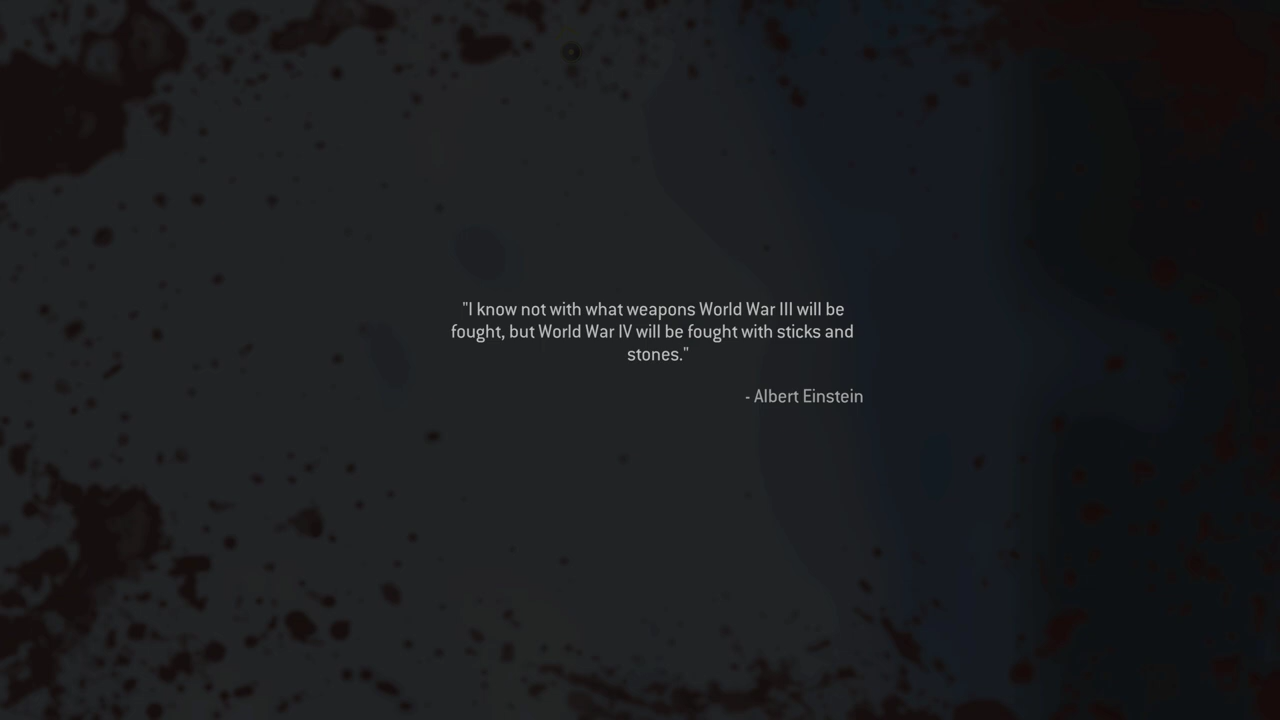 "I know not with what weapons World War III will be
fought, but World War IV will be fought with sticks and
stones."
- Albert Einstein